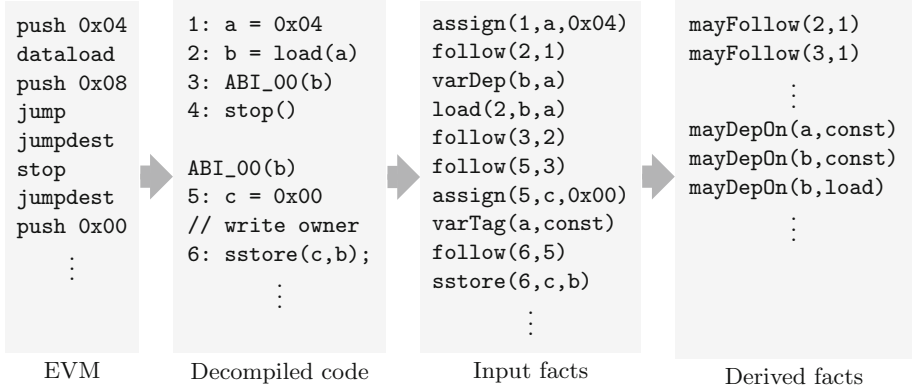 push 0x04
dataload
push 0x08
jump
jumpdest
stop
jumpdest
push 0x00
⋮
EVM
1: a = 0x04
2: b = load(a)
3: ABI_00(b)
4: stop()
ABI_00(b)
5: c = 0x00
// write owner
6: sstore(c,b);
⋮
Decompiled code
assign(1,a,0x04)
follow(2,1)
varDep(b,a)
load(2,b,a)
follow(3,2)
follow(5,3)
assign(5,c,0x00)
varTag(a,const)
follow(6,5)
sstore(6,c,b)
⋮
Input facts
mayFollow(2,1)
mayFollow(3,1)
⋮
mayDepOn(a,const)
mayDepOn(b,const)
mayDepOn(b,load)
⋮
Derived facts